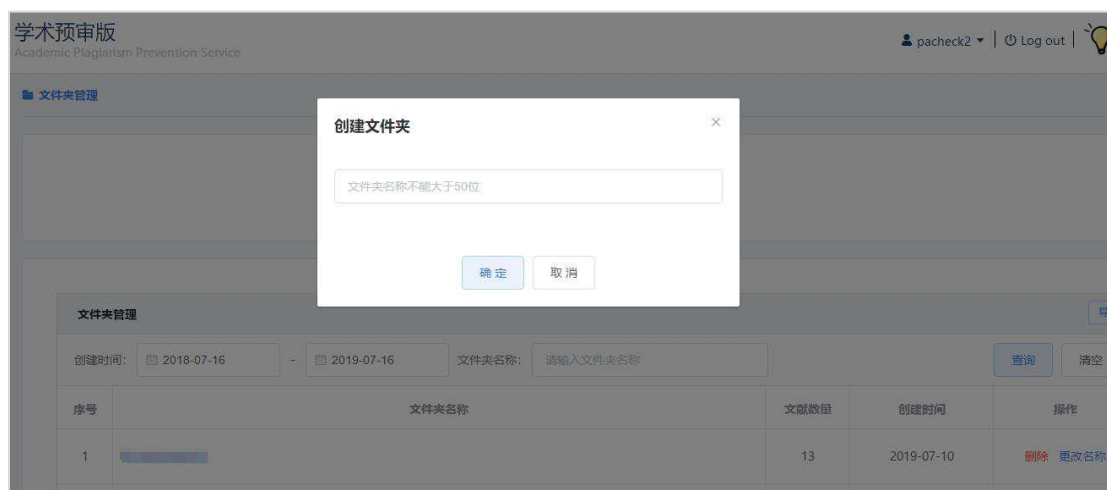 学术预审版
Academic Plagiarism Prevention Service
pacheck2 | Log out |
文件夹管理
创建文件夹 ×
文件夹名称不能大于50位
确定 取消
文件夹管理
创建时间: 2018-07-16 - 2019-07-16 文件夹名称: 请输入文件夹名称 查询 清空
序号 文件夹名称 文献数量 创建时间 操作
1 13 2019-07-10 删除 更改名称